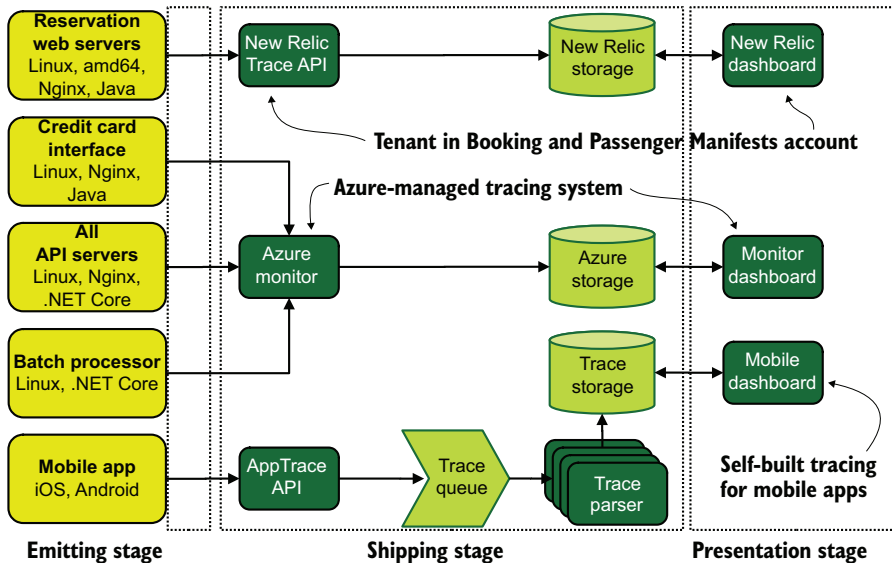 Reservation
web servers
Linux, amd64,
Nginx, Java
New Relic
Trace API
New Relic
storage
New Relic
dashboard
Tenant in Booking and Passenger Manifests account
Credit card
interface
Linux, Nginx,
Java
Azure-managed tracing system
All
API servers
Linux, Nginx,
.NET Core
Azure
monitor
Azure
storage
Monitor
dashboard
Batch processor
Linux, .NET Core
Trace
storage
Mobile
dashboard
Mobile app
iOS, Android
AppTrace
API
Trace
queue
Trace
parser
Self-built tracing
for mobile apps
Emitting stage
Shipping stage
Presentation stage